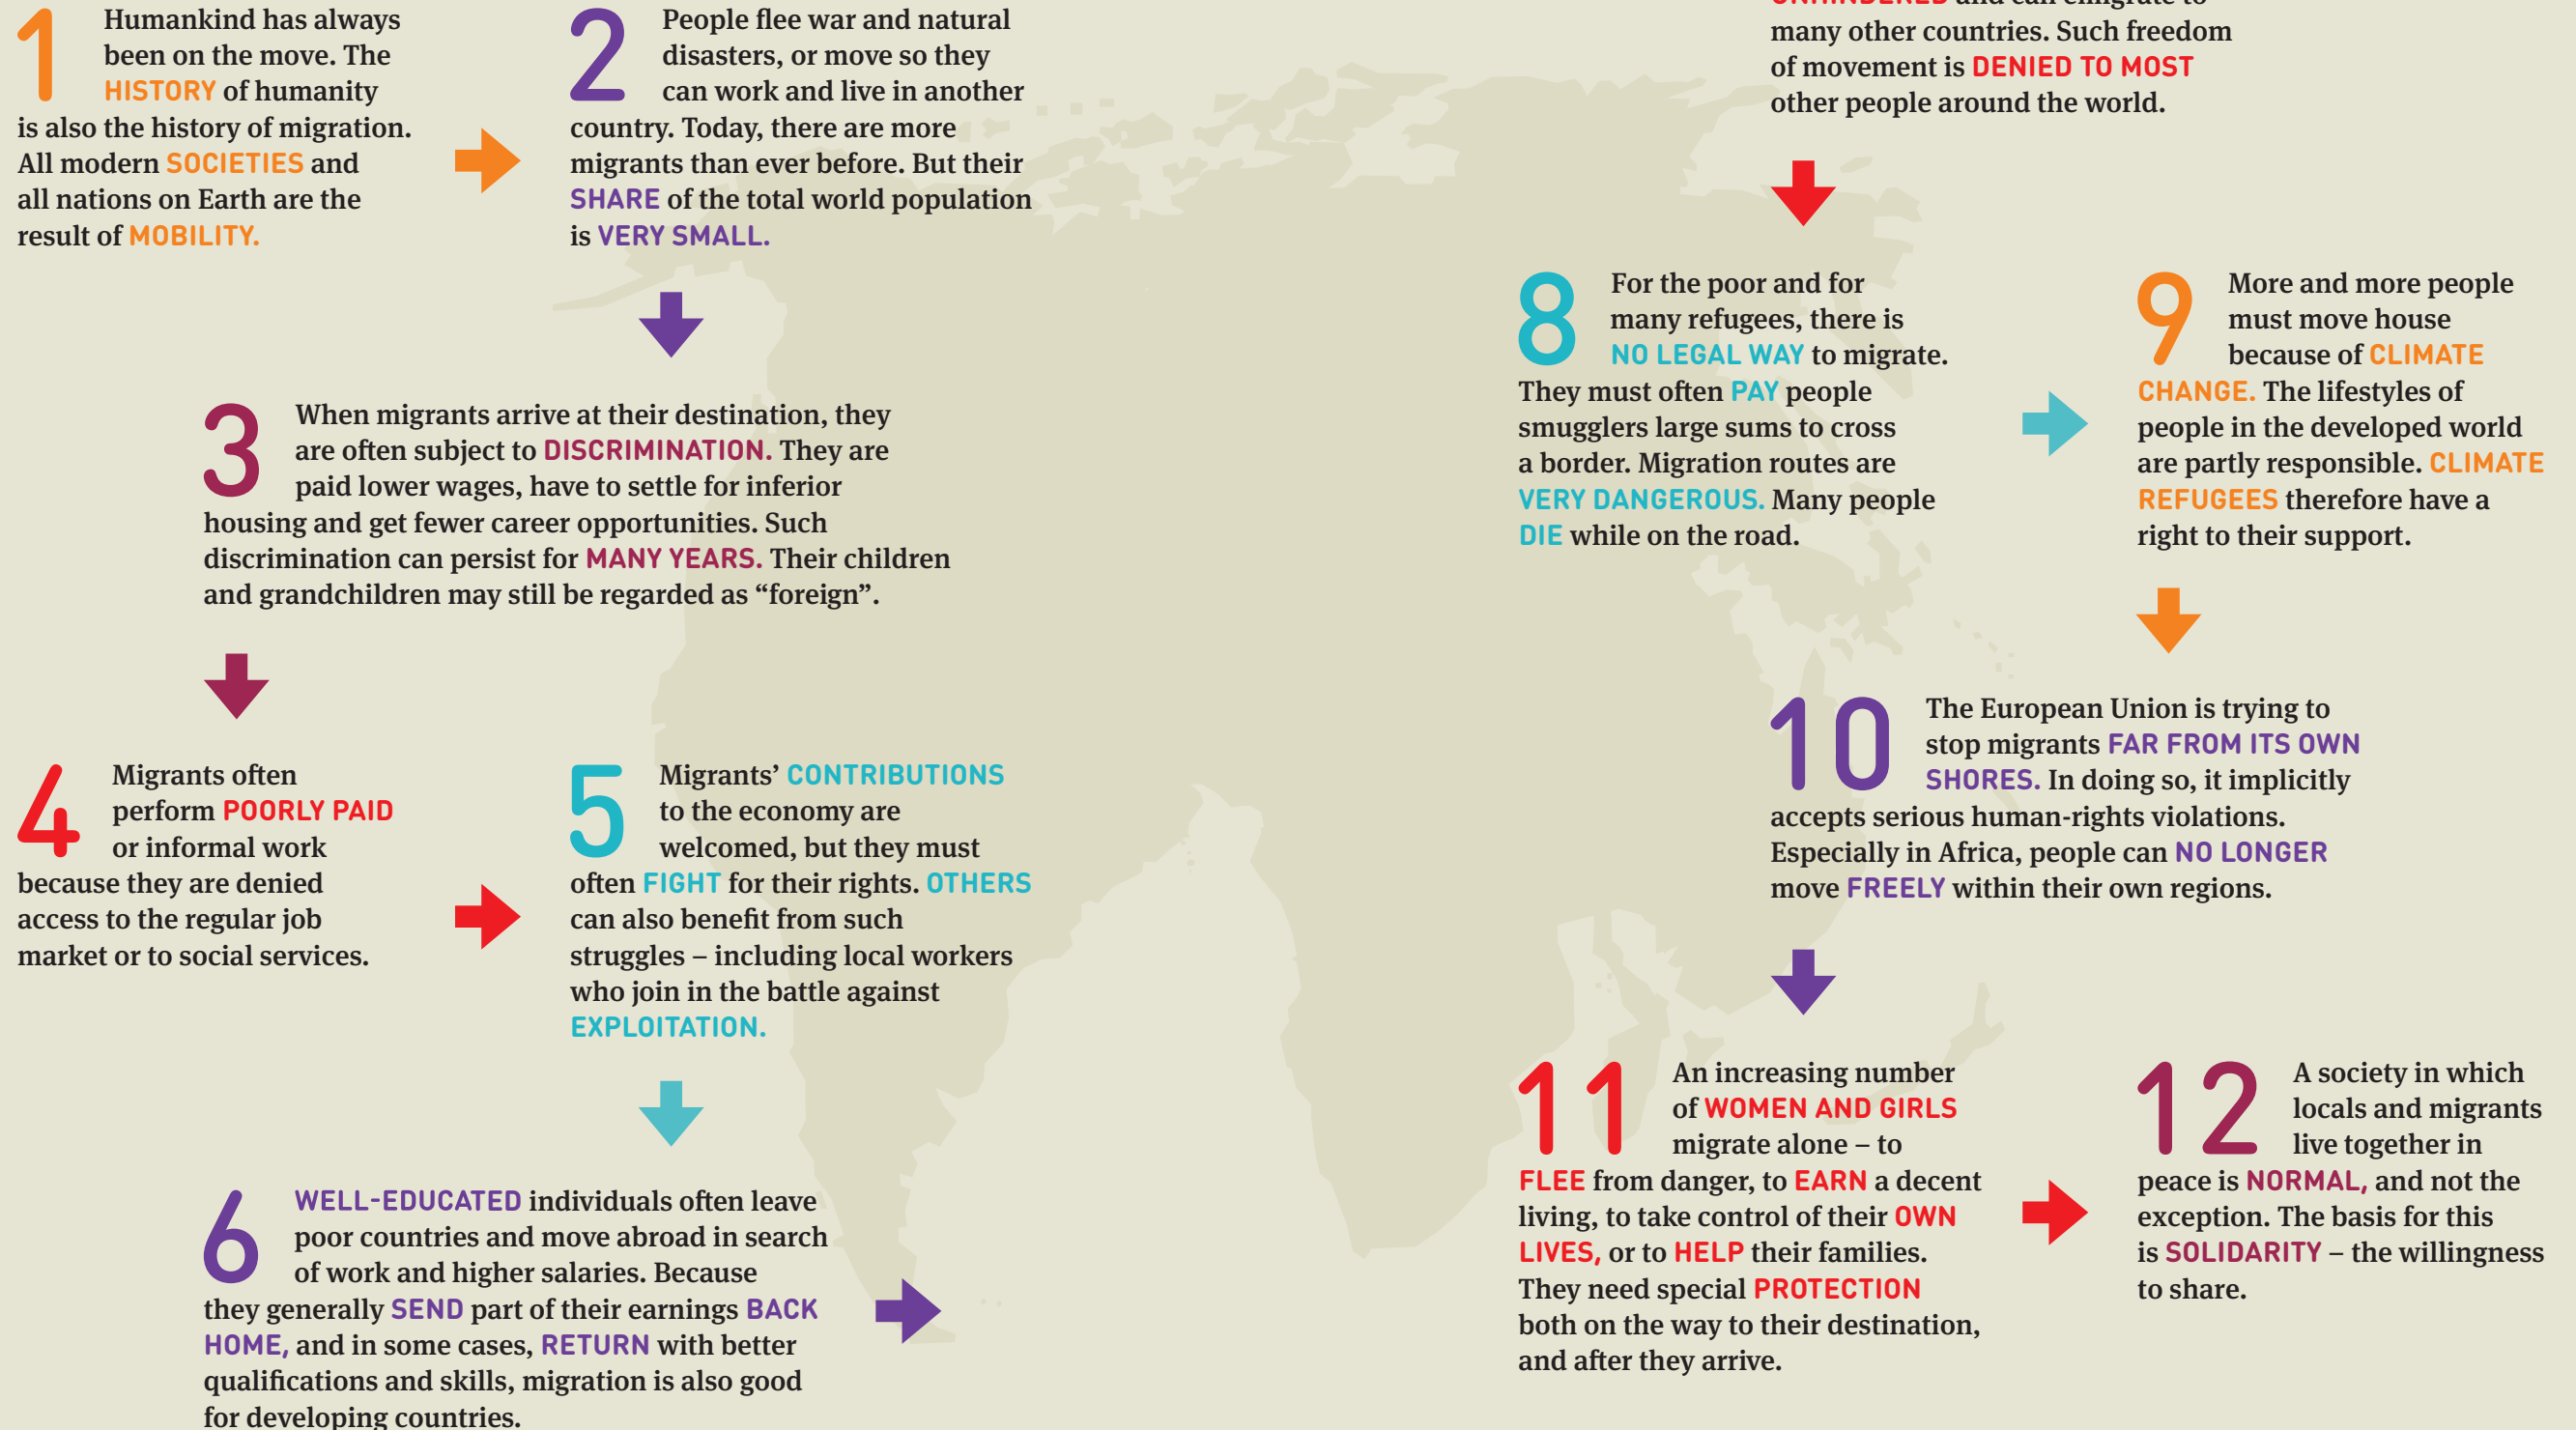 1
Humankind has always
been on the move. The
HISTORY of humanity
is also the history of migration.
All modern SOCIETIES and
all nations on Earth are the
result of MOBILITY.
2
People flee war and natural
disasters, or move so they
can work and live in another
country. Today, there are more
migrants than ever before. But their
SHARE of the total world population
is VERY SMALL.
3
When migrants arrive at their destination, they
are often subject to DISCRIMINATION. They are
paid lower wages, have to settle for inferior
housing and get fewer career opportunities. Such
discrimination can persist for MANY YEARS. Their children
and grandchildren may still be regarded as “foreign”.
4
Migrants often
perform POORLY PAID
or informal work
because they are denied
access to the regular job
market or to social services.
5
Migrants’ CONTRIBUTIONS
to the economy are
welcomed, but they must
often FIGHT for their rights. OTHERS
can also benefit from such
struggles – including local workers
who join in the battle against
EXPLOITATION.
6
WELL-EDUCATED individuals often leave
poor countries and move abroad in search
of work and higher salaries. Because
they generally SEND part of their earnings BACK
HOME, and in some cases, RETURN with better
qualifications and skills, migration is also good
for developing countries.
UNHINDERED and can emigrate to
many other countries. Such freedom
of movement is DENIED TO MOST
other people around the world.
8
For the poor and for
many refugees, there is
NO LEGAL WAY to migrate.
They must often PAY people
smugglers large sums to cross
a border. Migration routes are
VERY DANGEROUS. Many people
DIE while on the road.
9
More and more people
must move house
because of CLIMATE
CHANGE. The lifestyles of
people in the developed world
are partly responsible. CLIMATE
REFUGEES therefore have a
right to their support.
10
The European Union is trying to
stop migrants FAR FROM ITS OWN
SHORES. In doing so, it implicitly
accepts serious human-rights violations.
Especially in Africa, people can NO LONGER
move FREELY within their own regions.
11
An increasing number
of WOMEN AND GIRLS
migrate alone – to
FLEE from danger, to EARN a decent
living, to take control of their OWN
LIVES, or to HELP their families.
They need special PROTECTION
both on the way to their destination,
and after they arrive.
12
A society in which
locals and migrants
live together in
peace is NORMAL, and not the
exception. The basis for this
is SOLIDARITY – the willingness
to share.